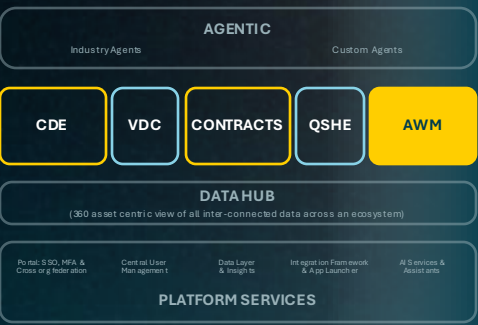 AGENTIC
Industry Agents Custom Agents
CDE VDC CONTRACTS QSHE AWM
DATAHUB
(360 asset centric view of all inter-connected data across an ecosystem)
Portal: SSO, MFA & Central User Data Layer Integration Framework AI Services &
Cross org federation Management & Insights & App Launcher Assistants
PLATFORM SERVICES